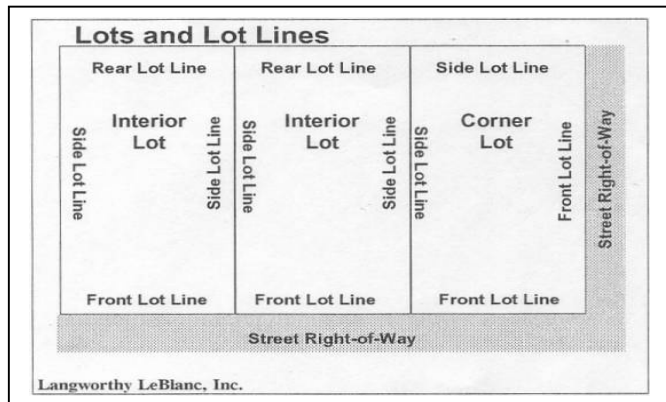 Lots and Lot Lines
Rear Lot Line
Rear Lot Line
Side Lot Line
Interior
Lot
Interior
Lot
Corner
Lot
Side Lot Line
Side Lot Line
Side Lot Line
Side Lot Line
Side Lot Line
Front Lot Line
Street Right-of-Way
Front Lot Line
Front Lot Line
Front Lot Line
Street Right-of-Way
Langworthy LeBlanc, Inc.